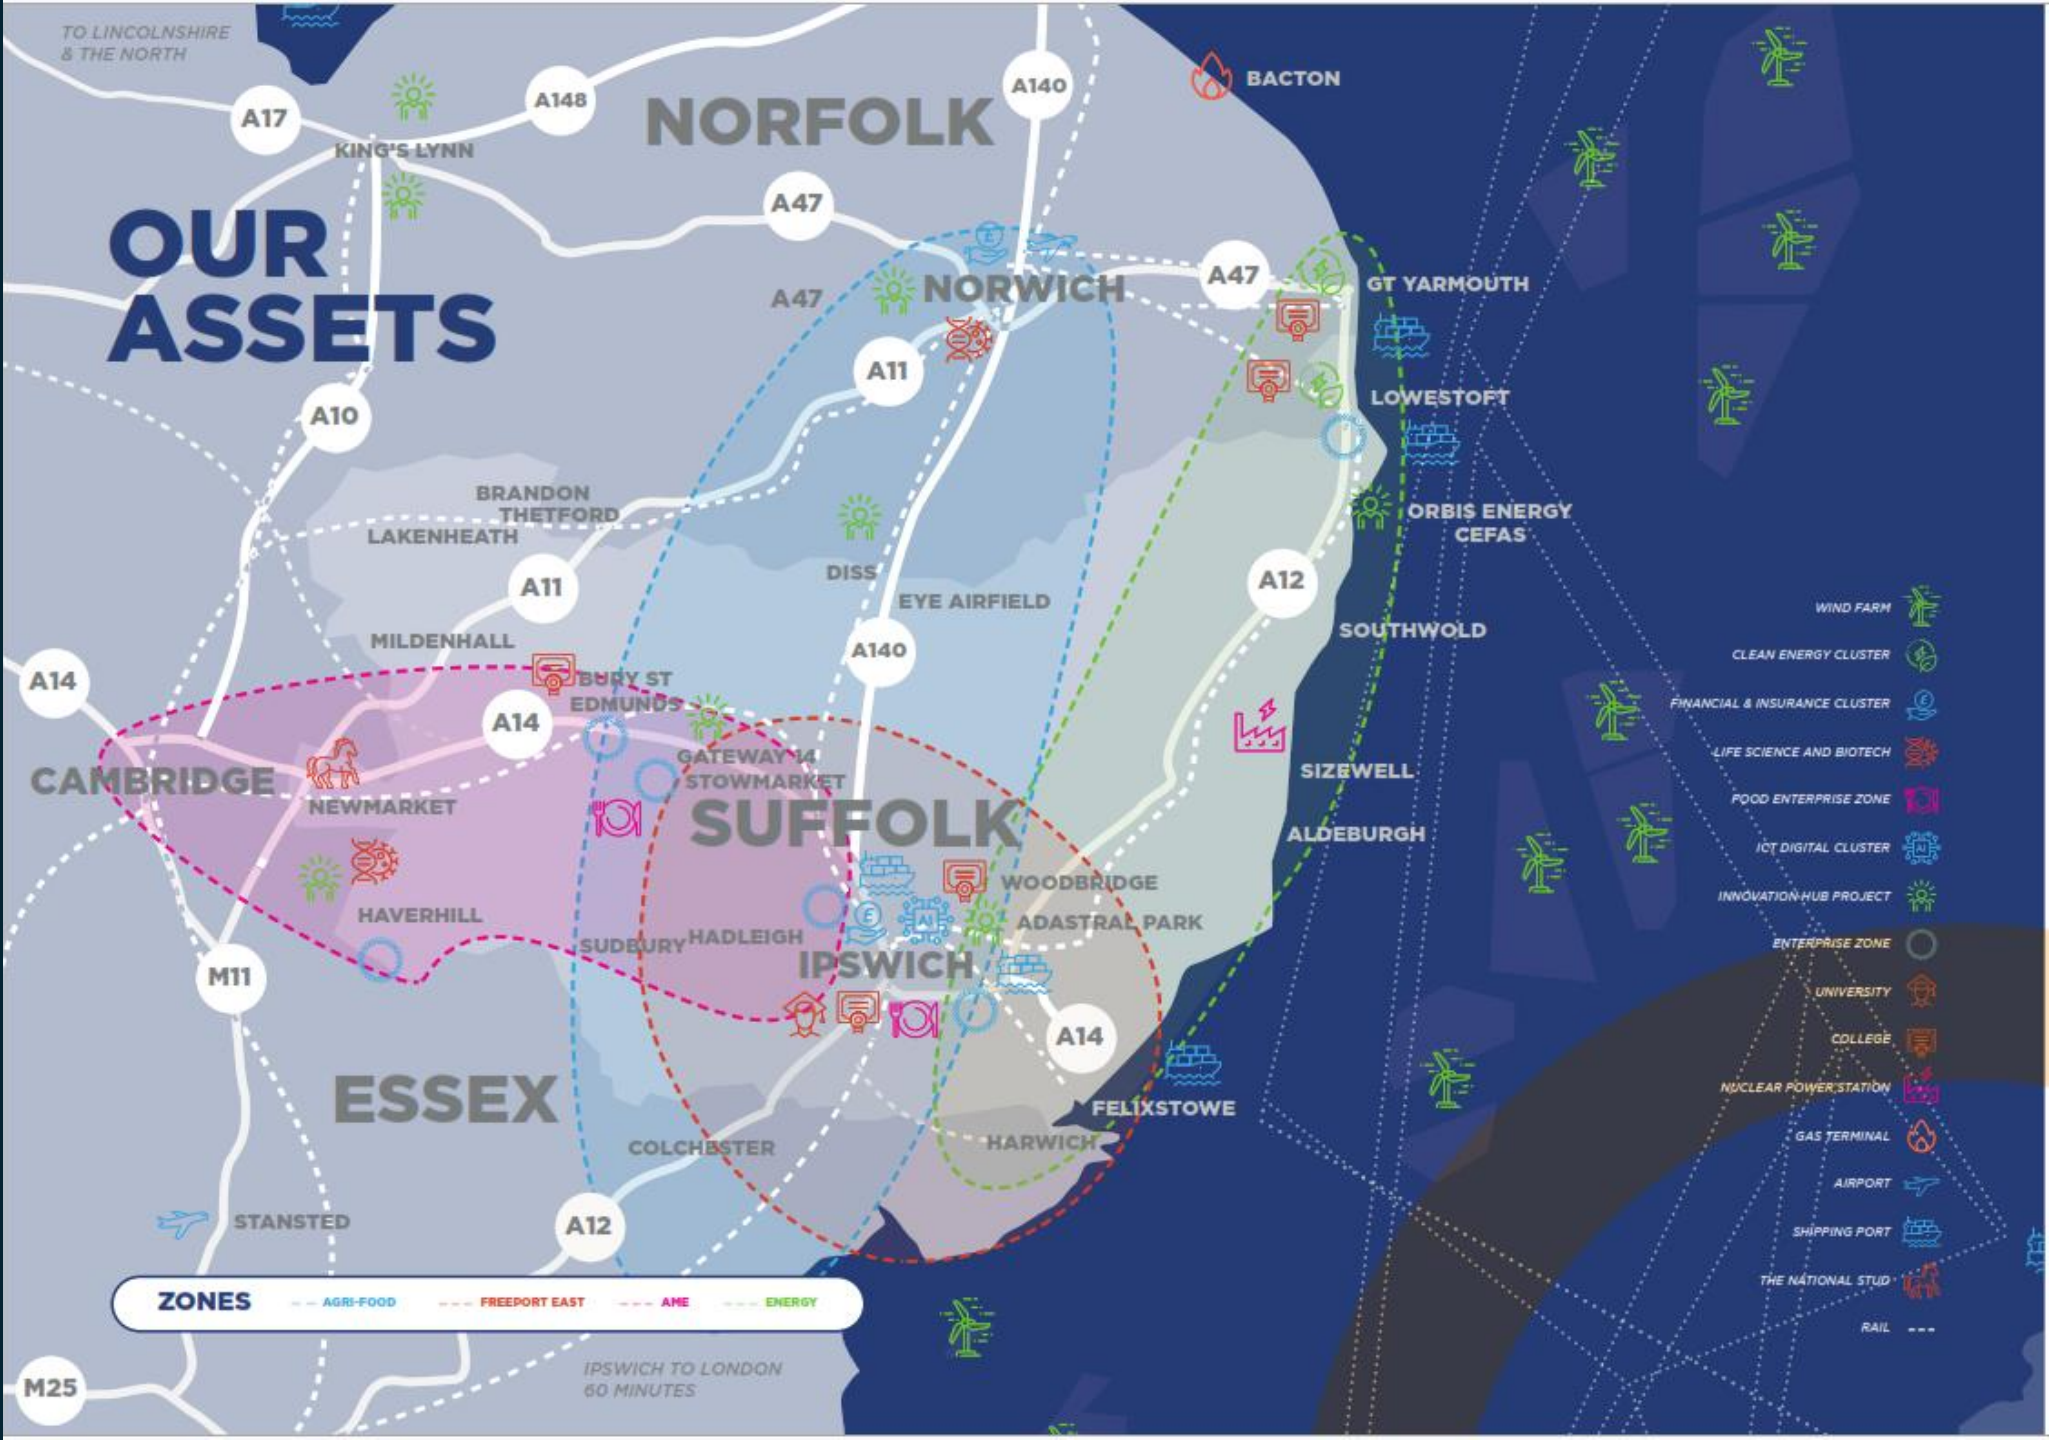 TO LINCOLNSHIRE
& THE NORTH
A17
A148
A140
BACTON
NORFOLK
KING'S LYNN
A47
OUR
ASSETS
A47
NORWICH
A47
GT YARMOUTH
A11
LOWESTOFT
A10
BRANDON
THETFORD
LAKENHEATH
ORBIS ENERGY
CEFAS
DISS
A11
A12
EYE AIRFIELD
MILDENHALL
A140
SOUTHWOLD
A14
BURY ST
EDMUNDS
A14
GATEWAY 14
STOWMARKET
CAMBRIDGE
NEWMARKET
SUFFOLK
SIZEWELL
ALDEBURGH
WOODBRIDGE
HAVERHILL
ADASTRAL PARK
SUDBURY
HADLEIGH
IPSWICH
M11
A14
ESSEX
FELIXSTOWE
HARWICH
COLCHESTER
STANSTED
A12
WIND FARM
CLEAN ENERGY CLUSTER
FINANCIAL & INSURANCE CLUSTER
LIFE SCIENCE AND BIOTECH
FOOD ENTERPRISE ZONE
ICT DIGITAL CLUSTER
AI
INNOVATION HUB PROJECT
ENTERPRISE ZONE
UNIVERSITY
COLLEGE
NUCLEAR POWER STATION
GAS TERMINAL
AIRPORT
SHIPPING PORT
THE NATIONAL STUD
RAIL
ZONES AGRI-FOOD FREEPORT EAST AME ENERGY
IPSWICH TO LONDON
60 MINUTES
M25